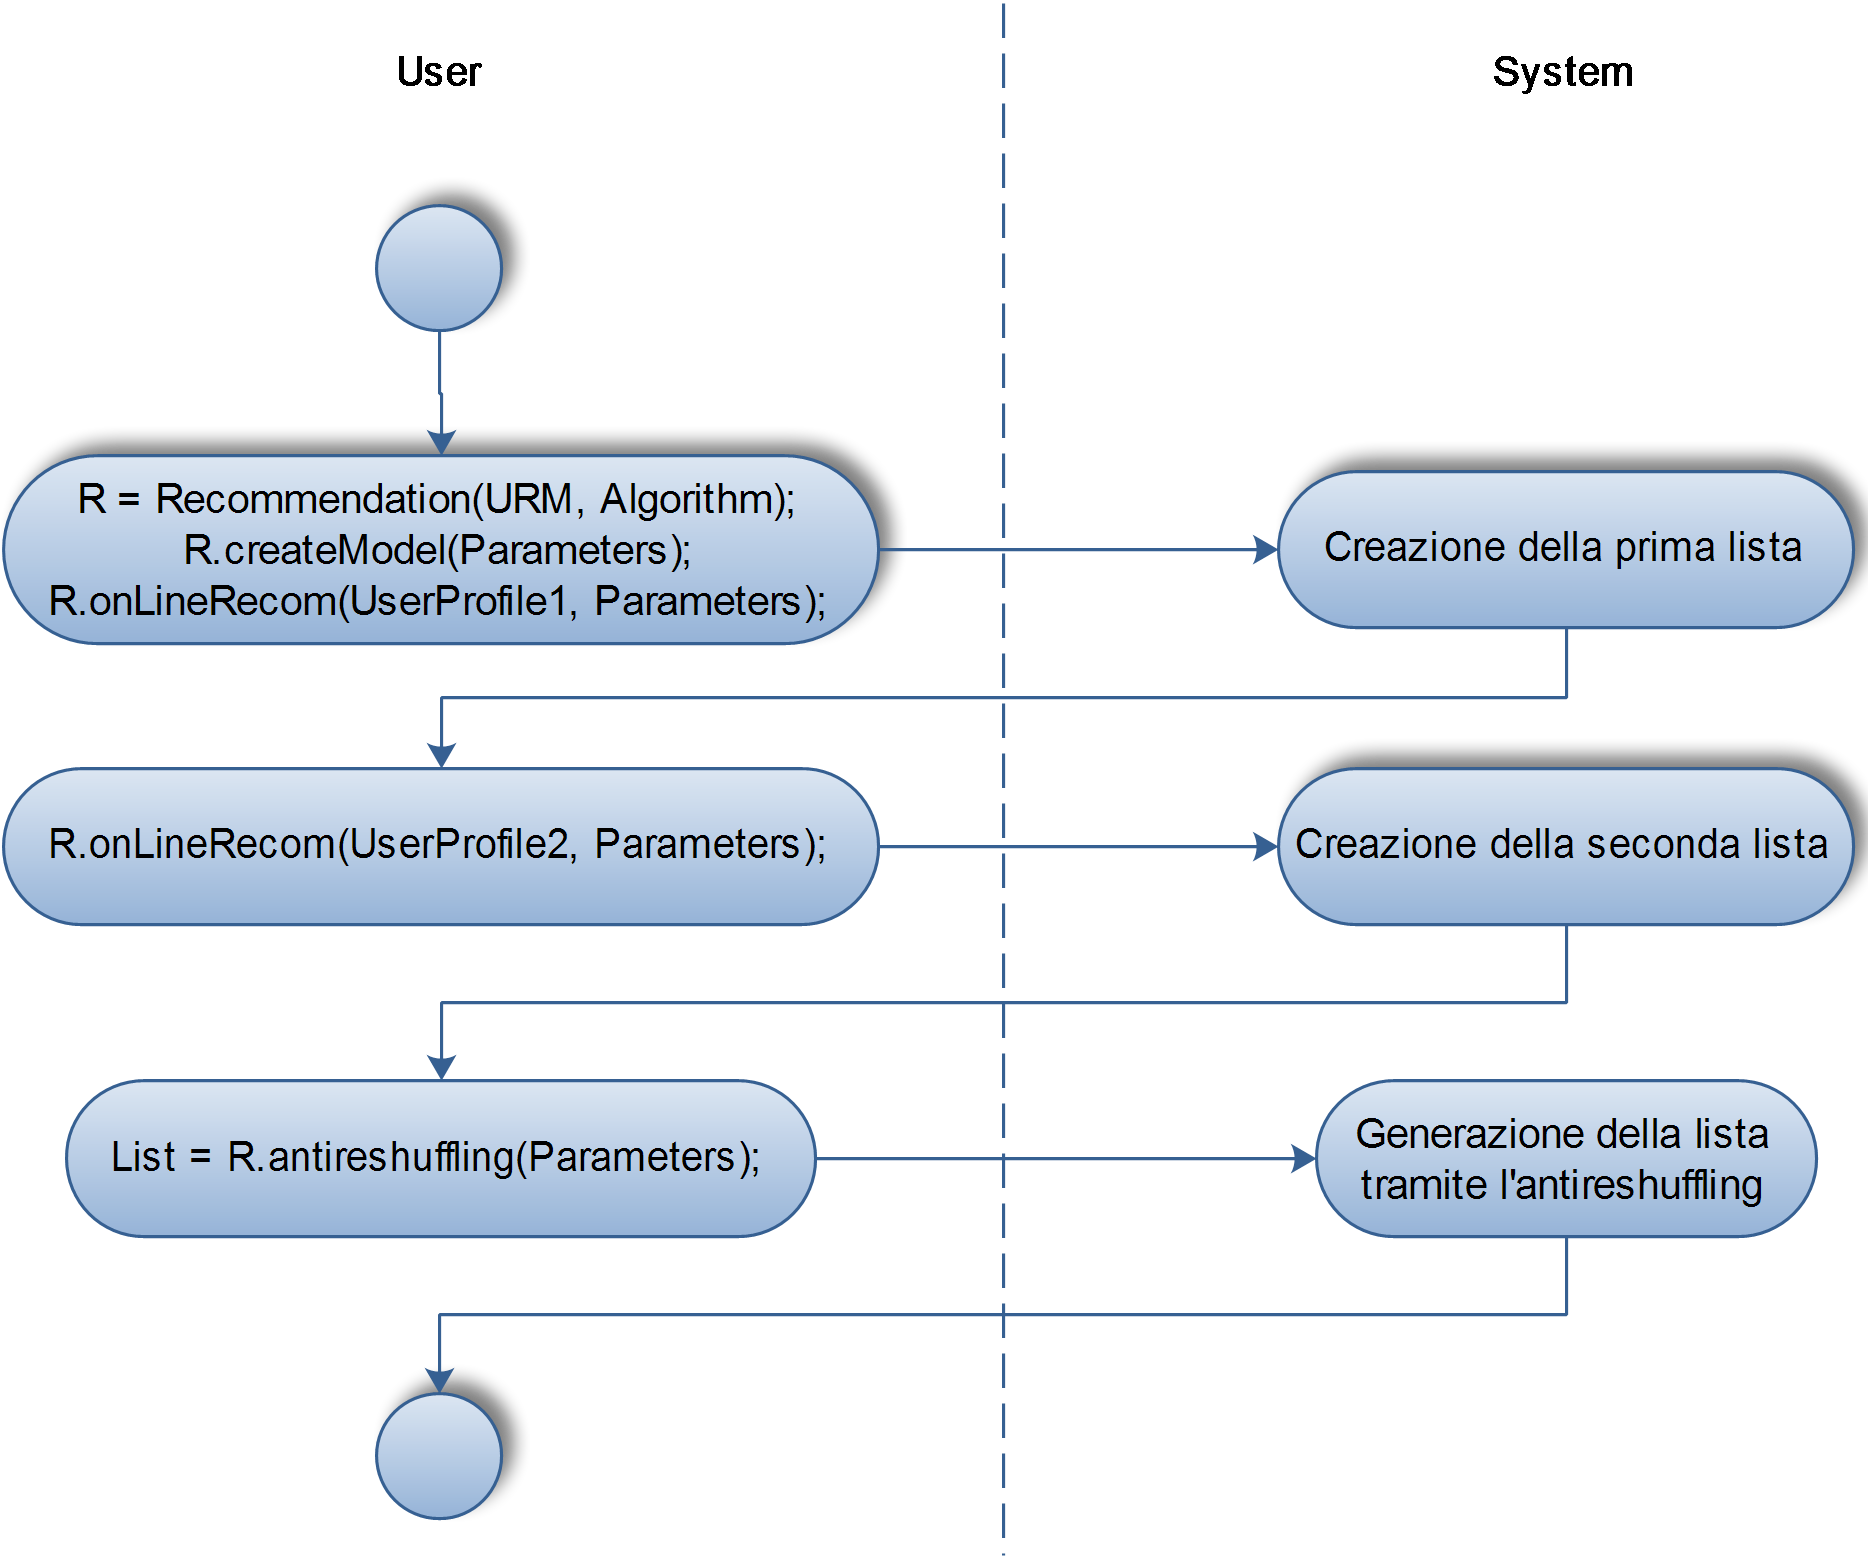 User
System
R = Recommendation(URM, Algorithm);
R.createModel(Parameters);
R.onLineRecom(UserProfile1, Parameters);
Creazione della prima lista
R.onLineRecom(UserProfile2, Parameters);
Creazione della seconda lista
List = R.antireshuffling(Parameters);
Generazione della lista
tramite l'antireshuffling